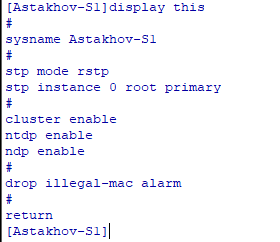 [Astakhov-S1]display this
#
sysname Astakhov-S1
#
stp mode rstp
stp instance 0 root primary
#
cluster enable
ntdp enable
ndp enable
#
drop illegal-mac alarm
#
return
[Astakhov-S1]